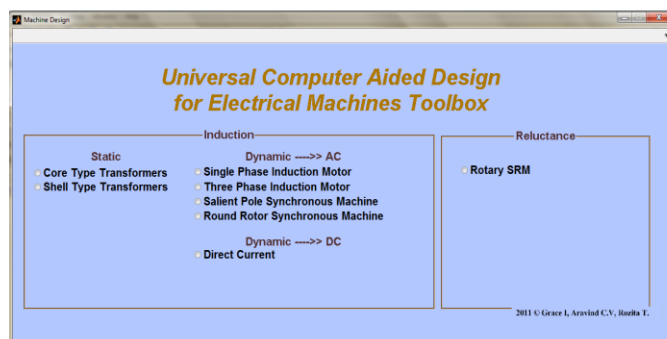 Machine Design
Universal Computer Aided Design
for Electrical Machines Toolbox
Induction
Static
Core Type Transformers
Shell Type Transformers
Dynamic ---->> AC
Single Phase Induction Motor
Three Phase Induction Motor
Salient Pole Synchronous Machine
Round Rotor Synchronous Machine
Dynamic ---->> DC
Direct Current
Reluctance
Rotary SRM
2011 © Grace I, Aravind C.V, Rozita T.